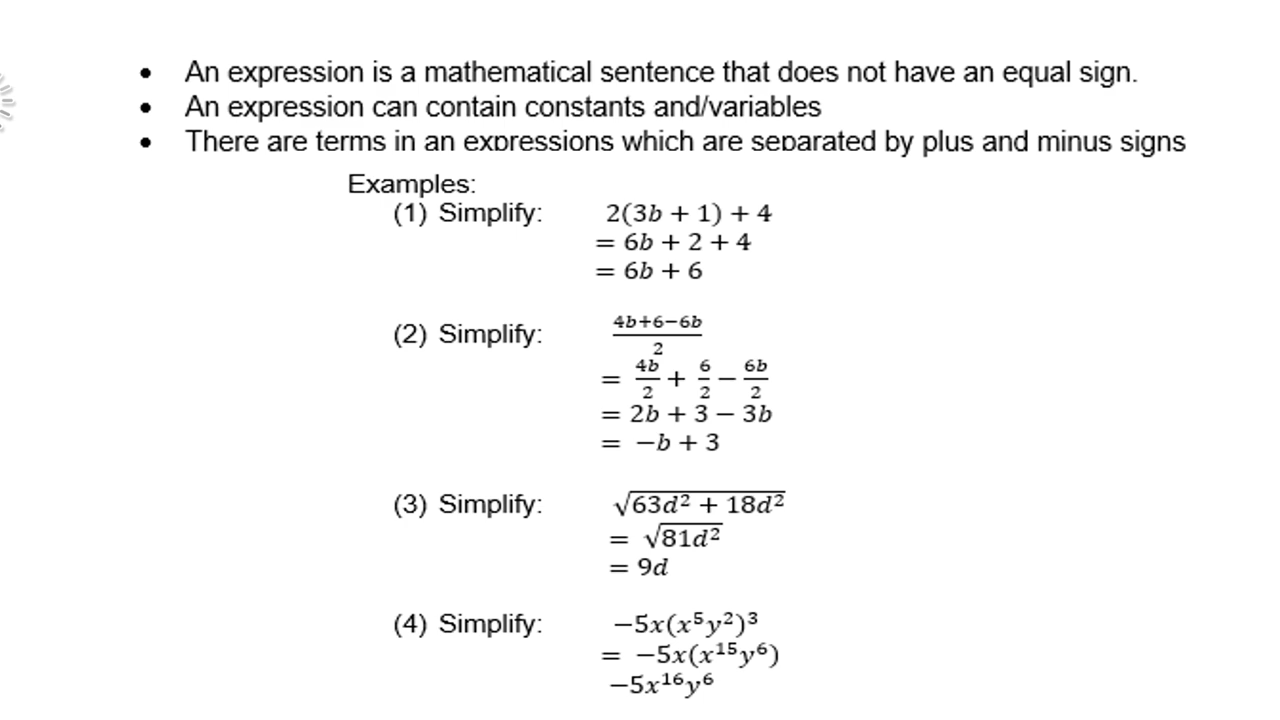 • An expression is a mathematical sentence that does not have an equal sign.
• An expression can contain constants and/variables
• There are terms in an expressions which are separated by plus and minus signs
Examples:
(1) Simplify: 2(3b + 1) + 4
= 6b + 2 + 4
= 6b + 6
(2) Simplify: (4b+6−6b)/2
= 4b/2 + 6/2 − 6b/2
= 2b + 3 − 3b
= −b + 3
(3) Simplify: √(63d² + 18d²)
= √(81d²)
= 9d
(4) Simplify: −5x(x⁵y²)³
= −5x(x¹⁵y⁶)
−5x¹⁶y⁶